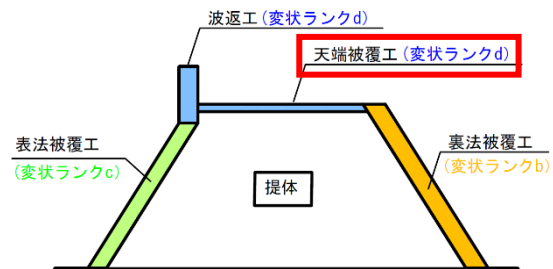 波返工(変状ランクd)
天端被覆工(変状ランクd)
表法被覆工
(変状ランクc)
裏法被覆工
(変状ランクb)
提体